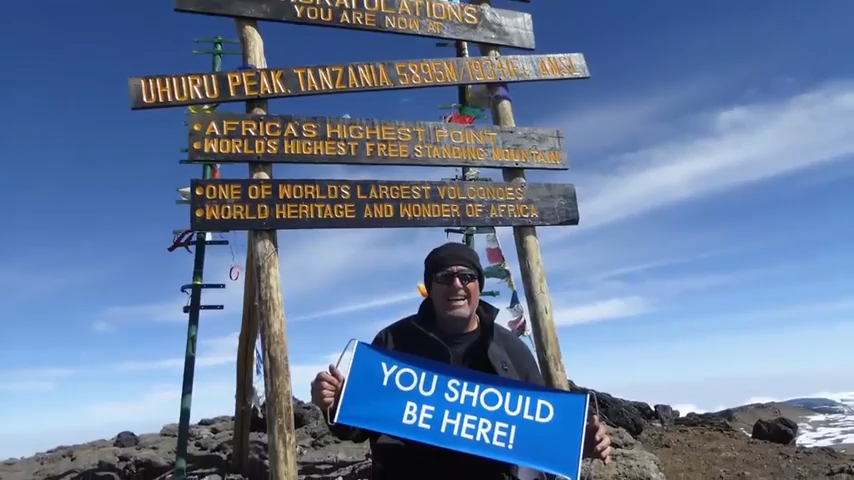 CONGRATULATIONS
YOU ARE NOW AT
UHURU PEAK, TANZANIA, 5895M/19341Ft. AMSL
AFRICA'S HIGHEST POINT
WORLD'S HIGHEST FREE STANDING MOUNTAIN
ONE OF WORLD'S LARGEST VOLCANOES
WORLD HERITAGE AND WONDER OF AFRICA
YOU SHOULD
BE HERE!